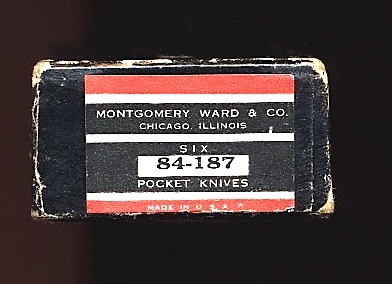 MONTGOMERY WARD & CO.
CHICAGO, ILLINOIS
SIX
84-187
POCKET KNIVES
MADE IN U S A